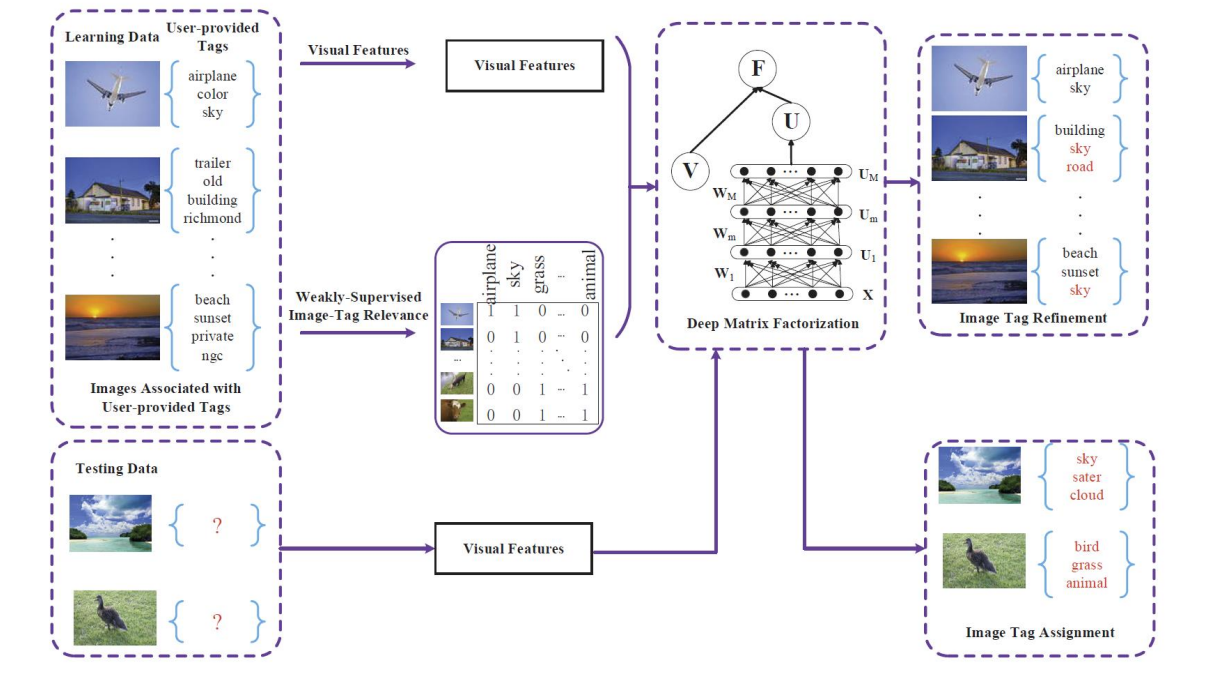 Learning Data
User-provided
Tags
airplane
color
sky
trailer
old
building
richmond
beach
sunset
private
ngc
Images Associated with
User-provided Tags
Visual Features
Visual Features
Weakly-Supervised
Image-Tag Relevance
airplane sky grass ... animal
1 1 0 ... 0
0 1 0 ... 0
...
0 0 1 ... 1
0 0 1 ... 1
F
U
V
U_M
W_M
U_m
W_m
U_1
W_1
X
Deep Matrix Factorization
airplane
sky
building
sky
road
beach
sunset
sky
Image Tag Refinement
Testing Data
?
?
Visual Features
sky
sater
cloud
bird
grass
animal
Image Tag Assignment